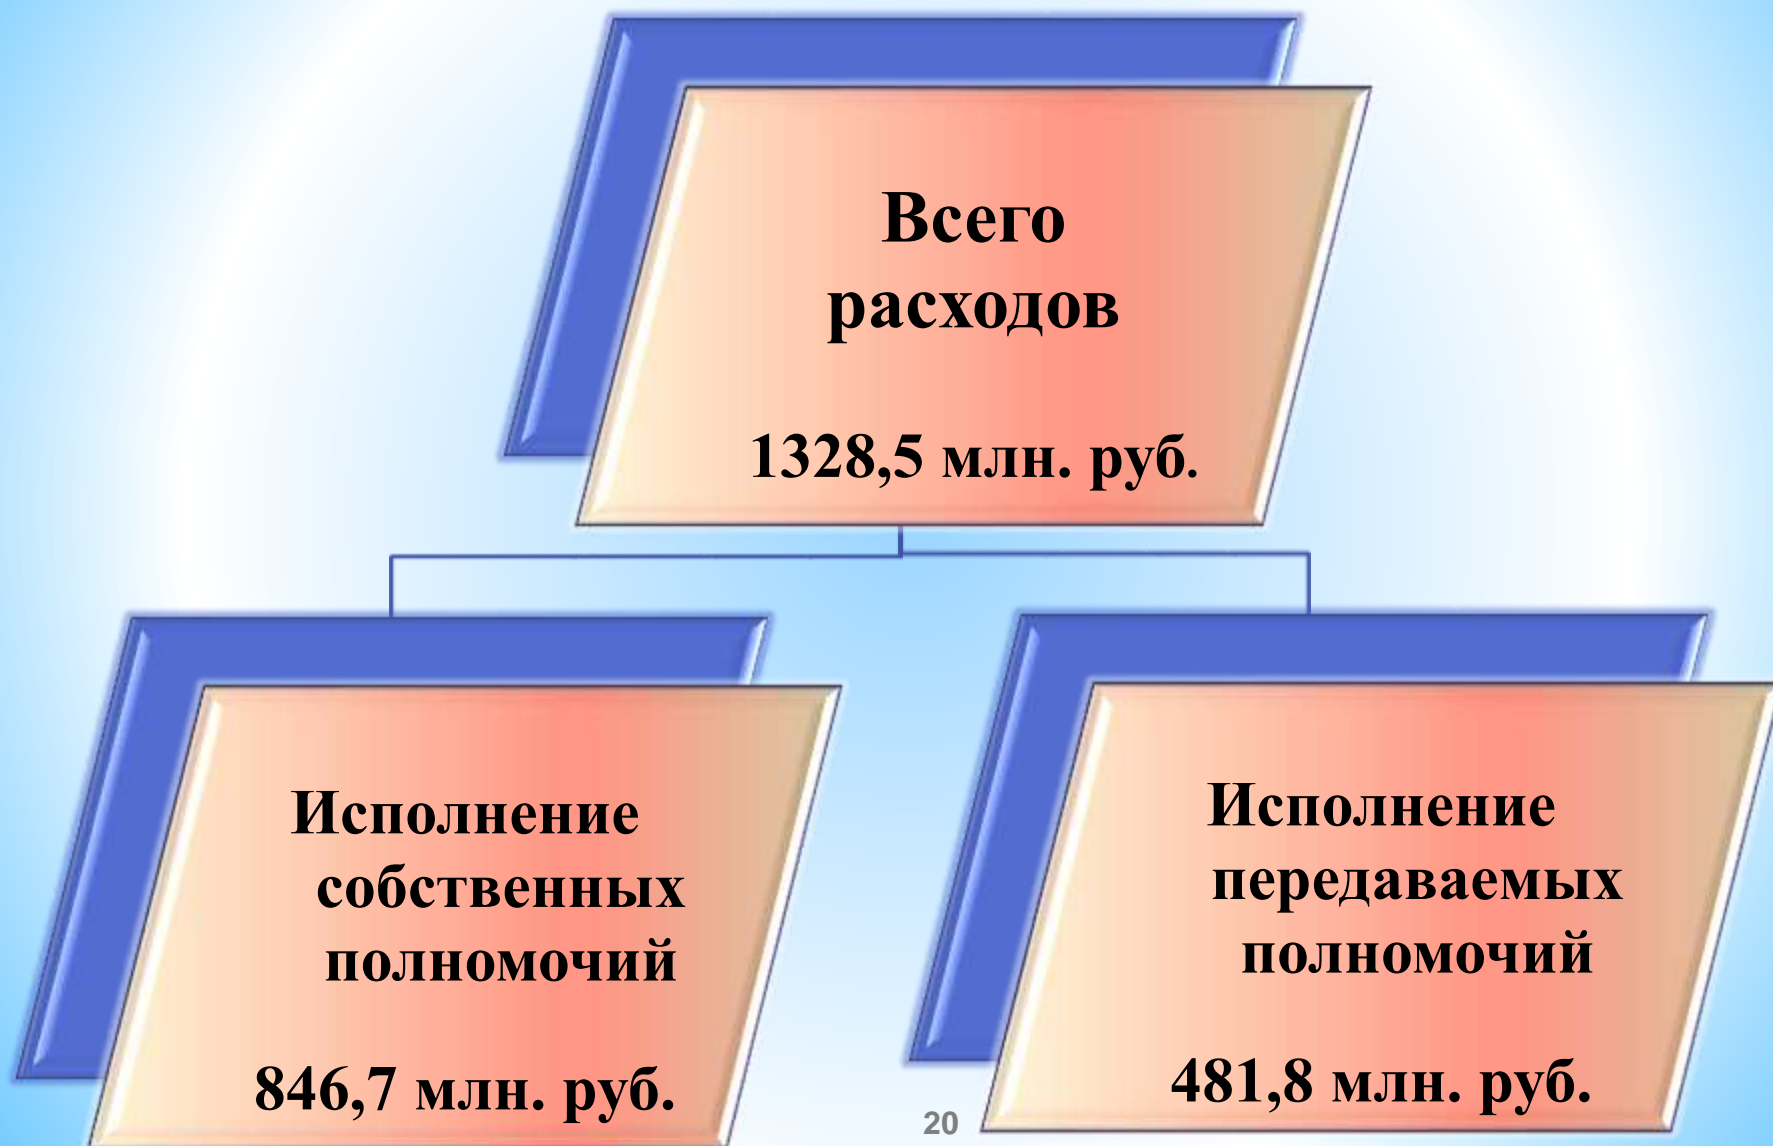 Всего
расходов
1328,5 млн. руб.
Исполнение
собственных
полномочий
846,7 млн. руб.
Исполнение
передаваемых
полномочий
481,8 млн. руб.
20